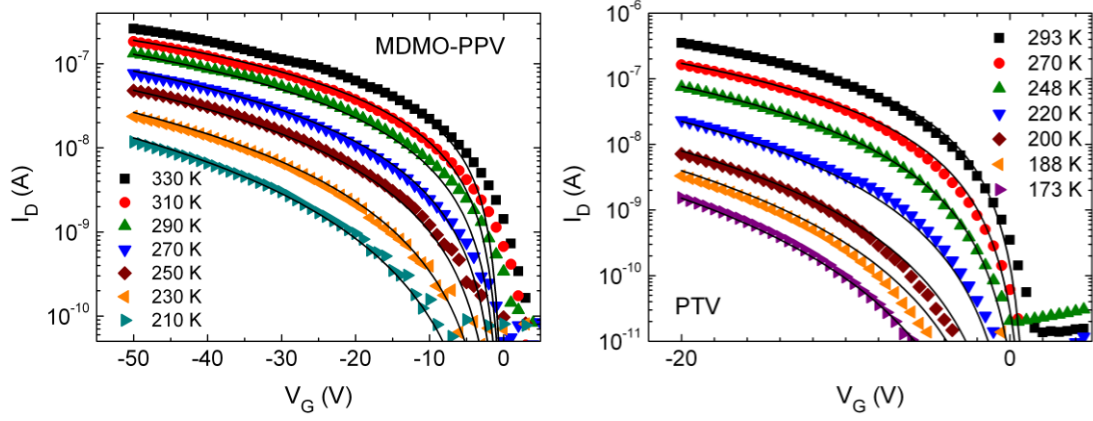 MDMO-PPV
10⁻⁷
10⁻⁸
10⁻⁹
10⁻¹⁰
I_D (A)
330 K
310 K
290 K
270 K
250 K
230 K
210 K
-50 -40 -30 -20 -10 0
V_G (V)
PTV
10⁻⁶
10⁻⁷
10⁻⁸
10⁻⁹
10⁻¹⁰
10⁻¹¹
I_D (A)
293 K
270 K
248 K
220 K
200 K
188 K
173 K
-20 0
V_G (V)